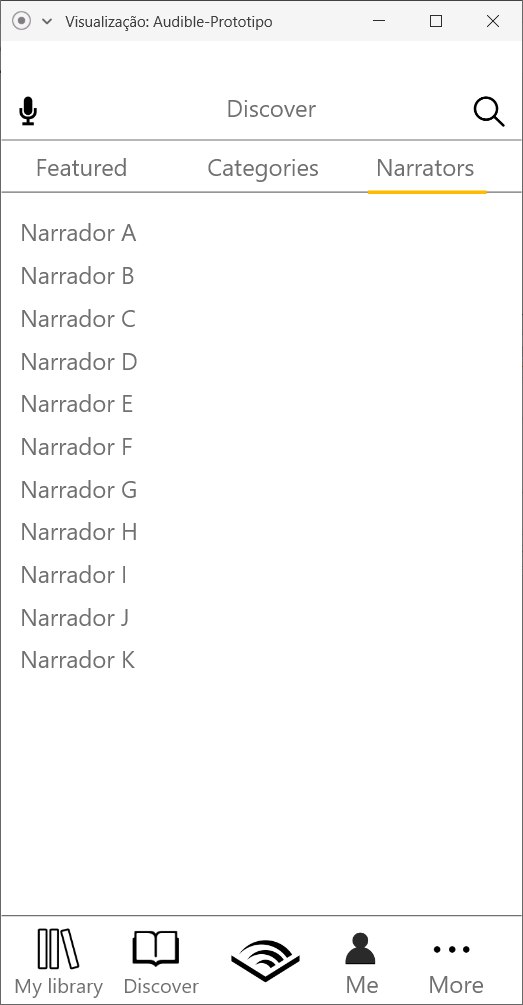 Visualização: Audible-Prototipo
Discover
Featured Categories Narrators
Narrador A
Narrador B
Narrador C
Narrador D
Narrador E
Narrador F
Narrador G
Narrador H
Narrador I
Narrador J
Narrador K
My library Discover Me More